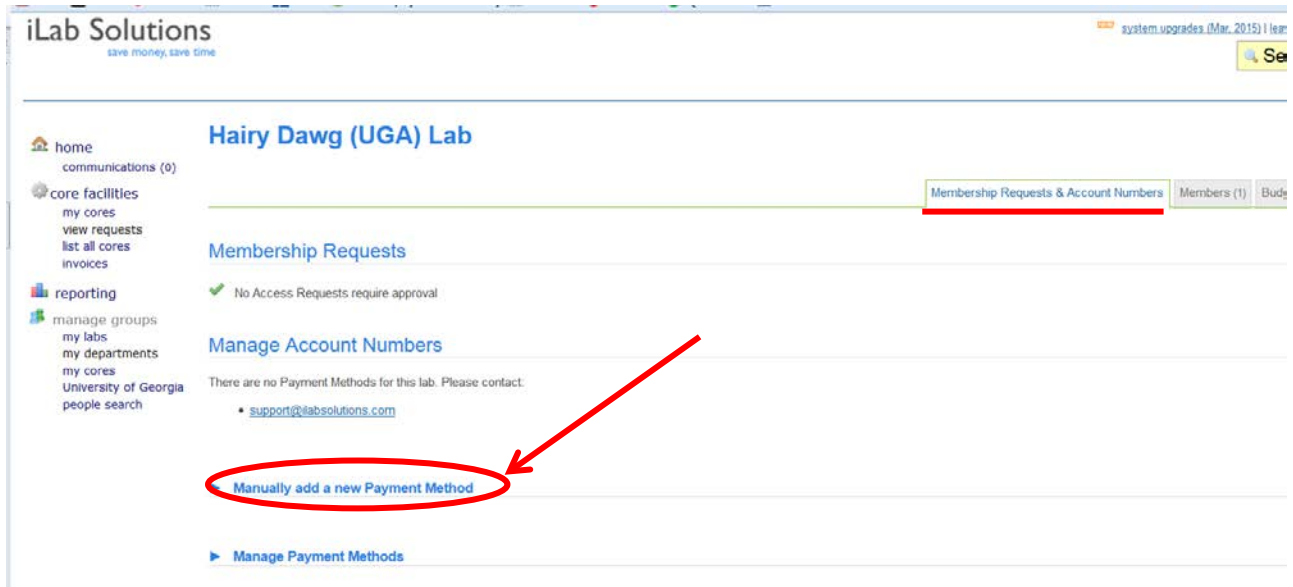 iLab Solutions
save money, save time
system upgrades (Mar, 2015) |
Hairy Dawg (UGA) Lab
home
communications (0)
core facilities
my cores
view requests
list all cores
invoices
reporting
manage groups
my labs
my departments
my cores
University of Georgia
people search
Membership Requests & Account Numbers
Members (1)
Membership Requests
No Access Requests require approval
Manage Account Numbers
There are no Payment Methods for this lab. Please contact:
• support@ilabsolutions.com
Manually add a new Payment Method
Manage Payment Methods